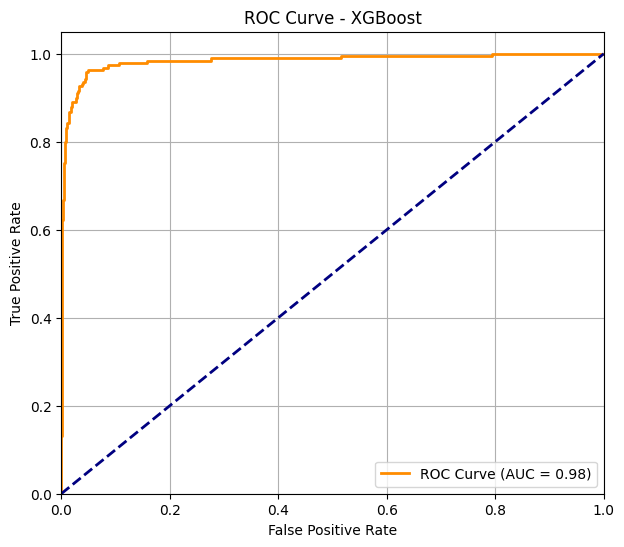 ROC Curve - XGBoost
True Positive Rate
1.0
0.8
0.6
0.4
0.2
0.0
ROC Curve (AUC = 0.98)
0.0 0.2 0.4 0.6 0.8 1.0
False Positive Rate